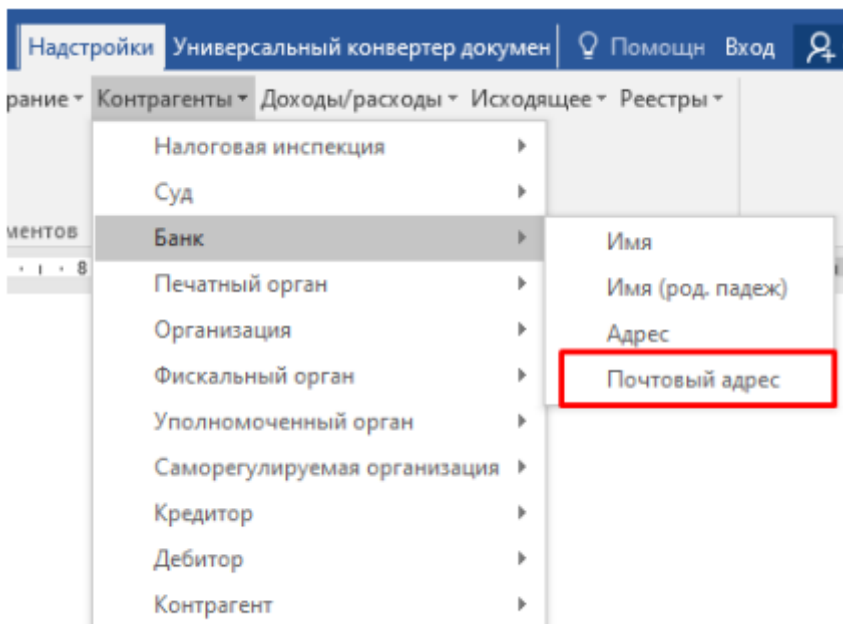 Надстройки Универсальный конвертер докумен Помощн Вход
рание Контрагенты Доходы/расходы Исходящее Реестры
Налоговая инспекция
Суд
ментов Банк Имя
8 Печатный орган Имя (род. падеж)
Организация Адрес
Фискальный орган Почтовый адрес
Уполномоченный орган
Саморегулируемая организация
Кредитор
Дебитор
Контрагент